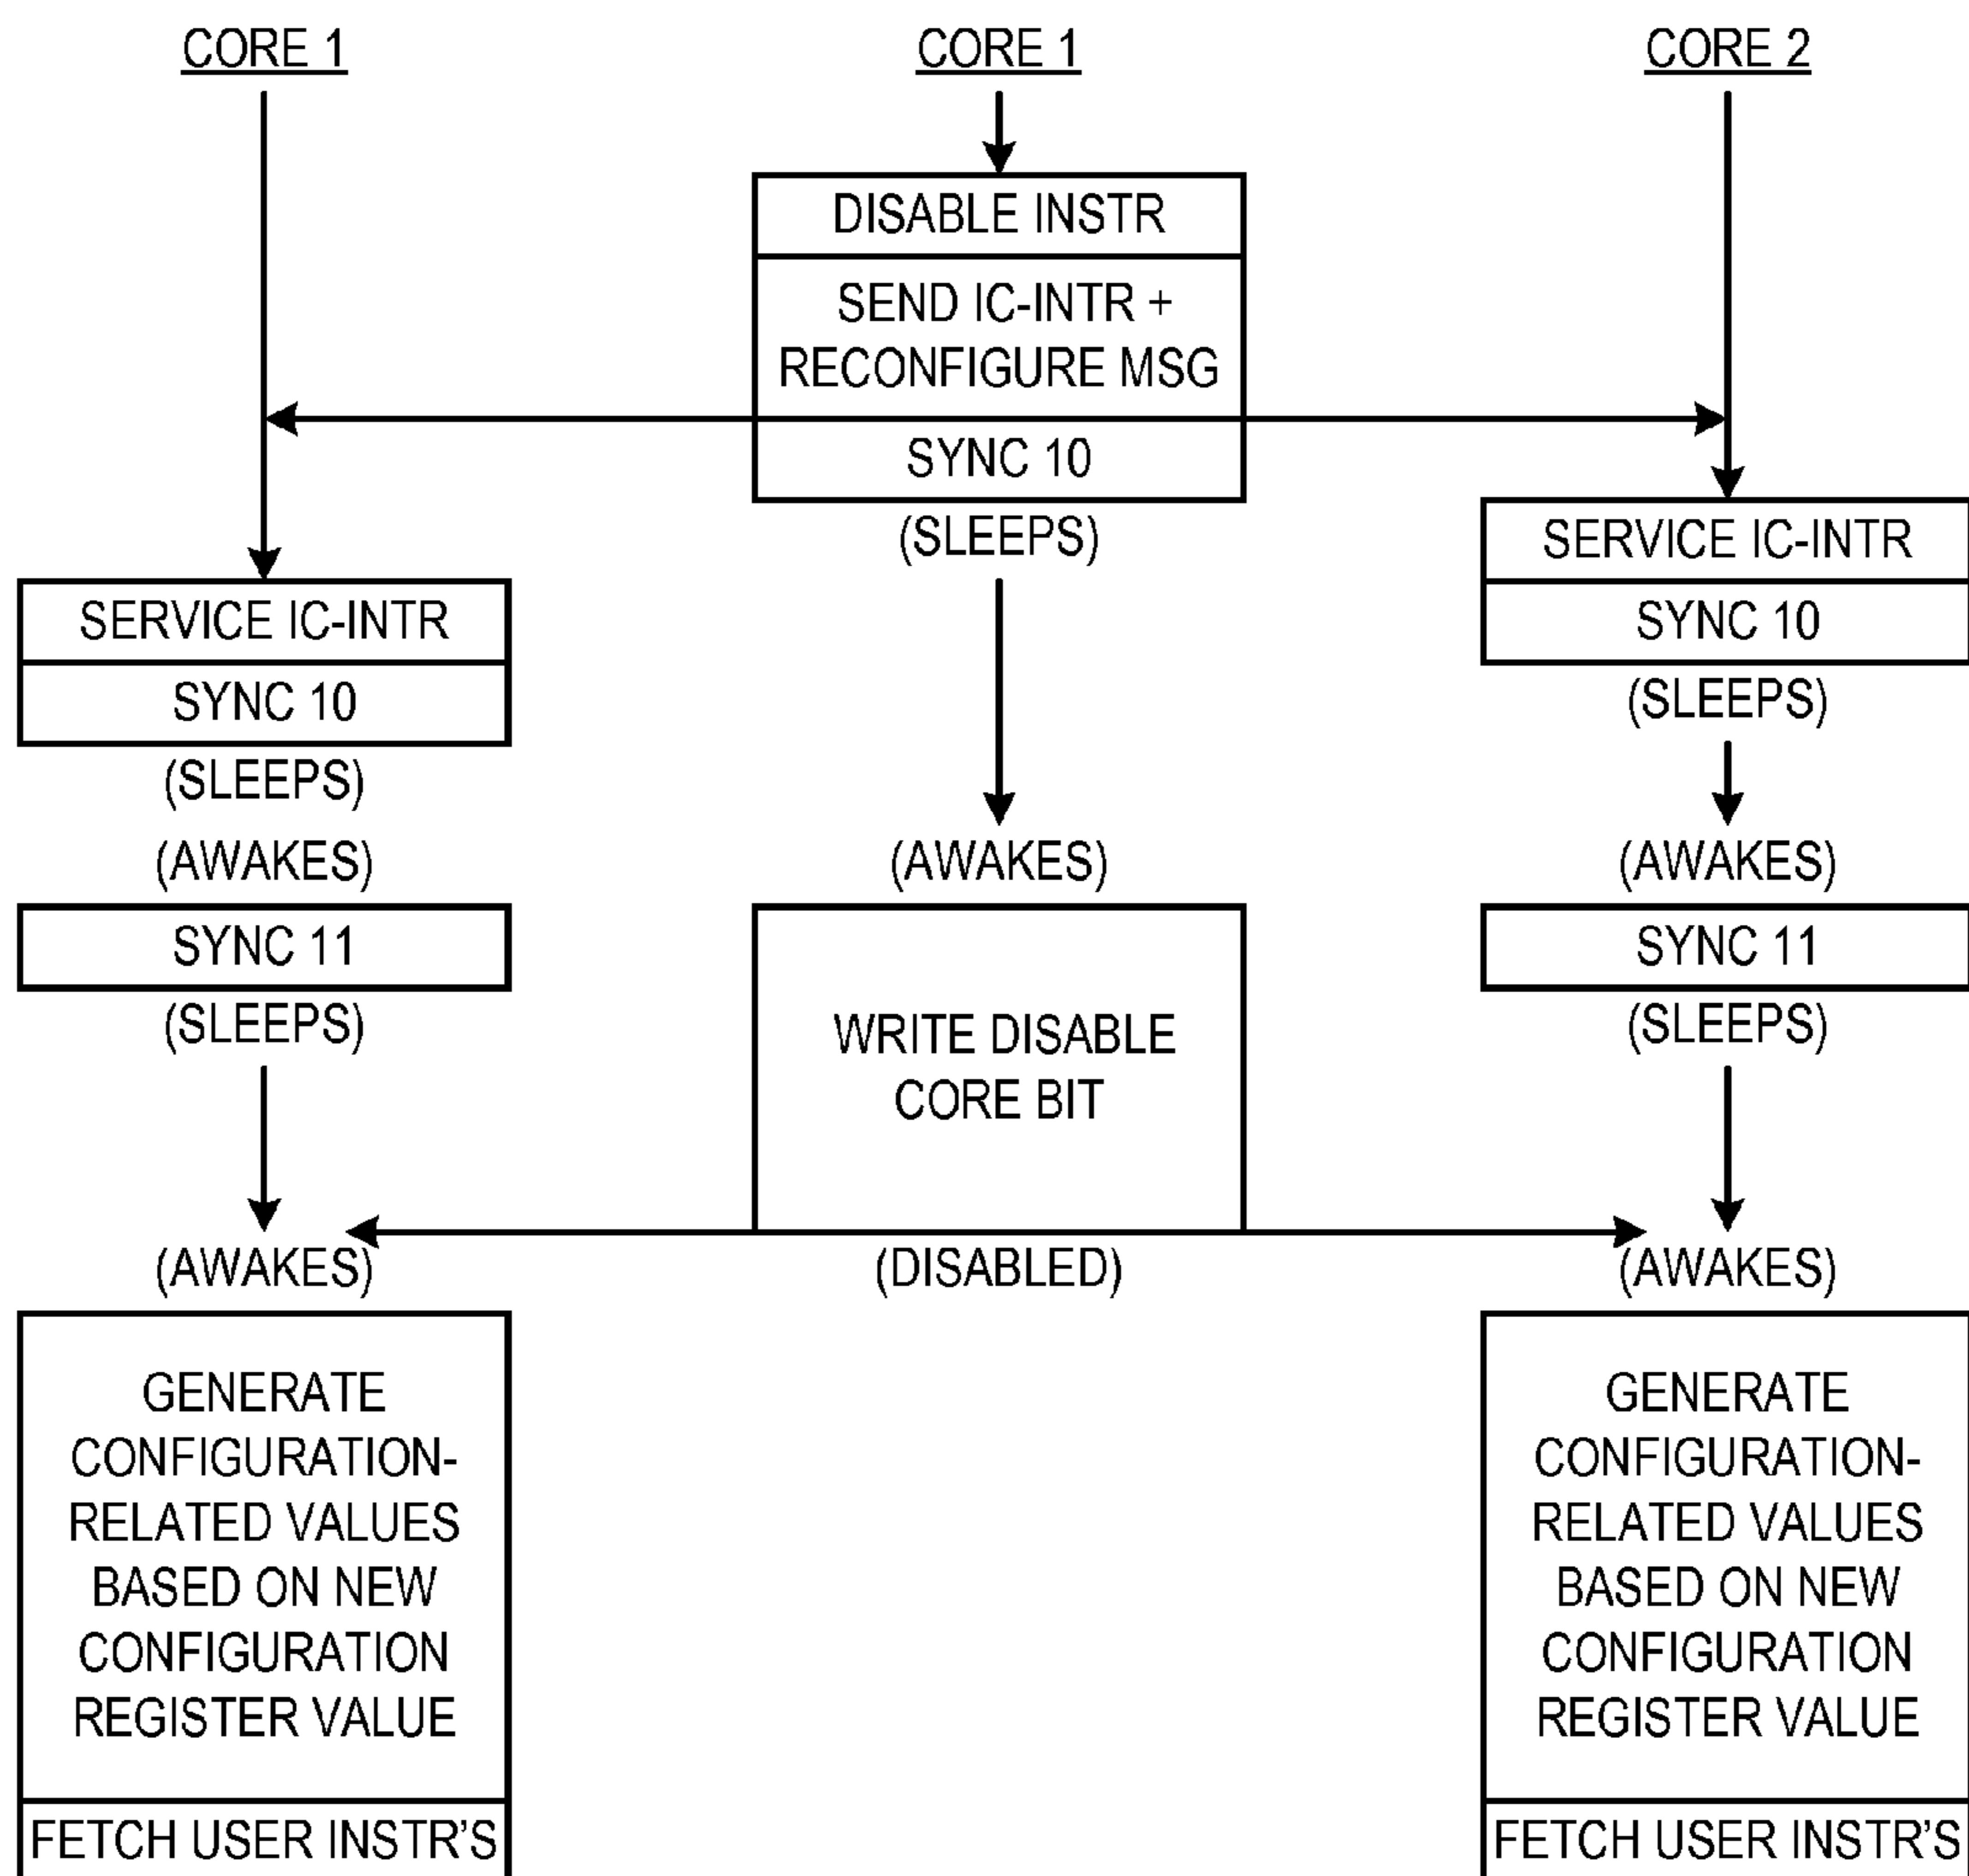 CORE 1
CORE 1
CORE 2
DISABLE INSTR
SEND IC-INTR +
RECONFIGURE MSG
SYNC 10
(SLEEPS)
SERVICE IC-INTR
SYNC 10
(SLEEPS)
SERVICE IC-INTR
SYNC 10
(SLEEPS)
(AWAKES)
(AWAKES)
(AWAKES)
SYNC 11
(SLEEPS)
WRITE DISABLE
CORE BIT
SYNC 11
(SLEEPS)
(AWAKES)
(DISABLED)
(AWAKES)
GENERATE
CONFIGURATION-
RELATED VALUES
BASED ON NEW
CONFIGURATION
REGISTER VALUE
FETCH USER INSTR'S
GENERATE
CONFIGURATION-
RELATED VALUES
BASED ON NEW
CONFIGURATION
REGISTER VALUE
FETCH USER INSTR'S